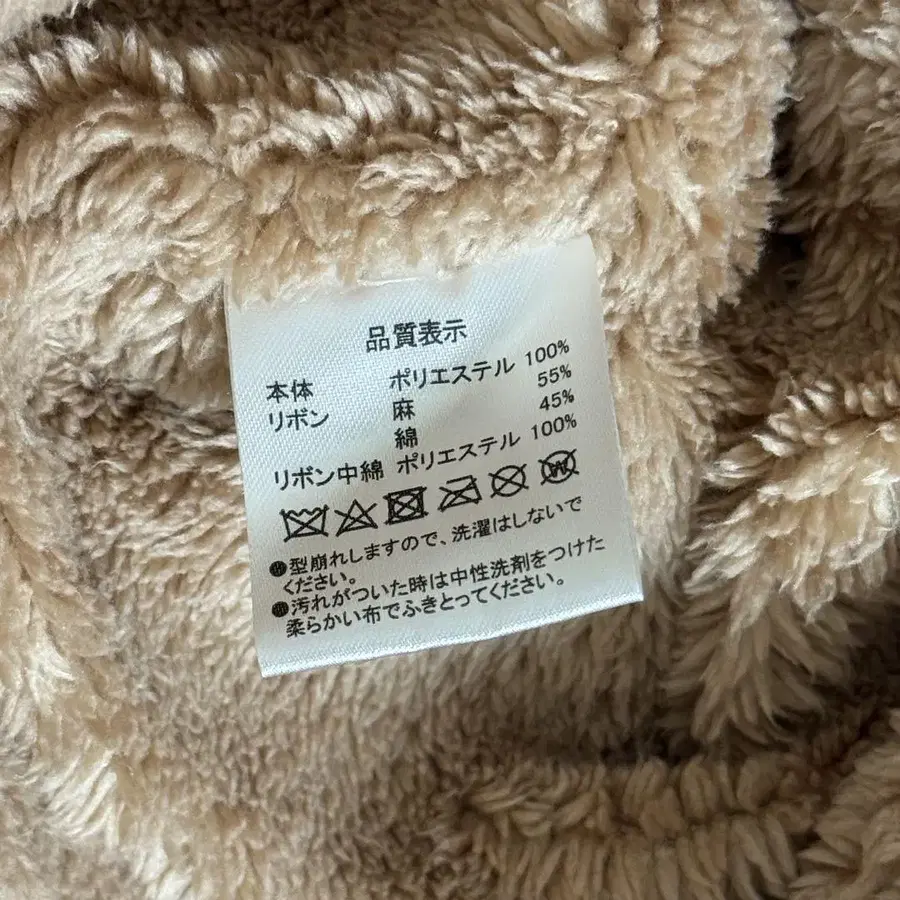 品質表示
本体 ポリエステル 100%
リボン 麻 55%
綿 45%
リボン中綿 ポリエステル 100%
●型崩れしますので、洗濯はしないで
ください。
●汚れがついた時は中性洗剤をつけた
柔らかい布でふきとってください。